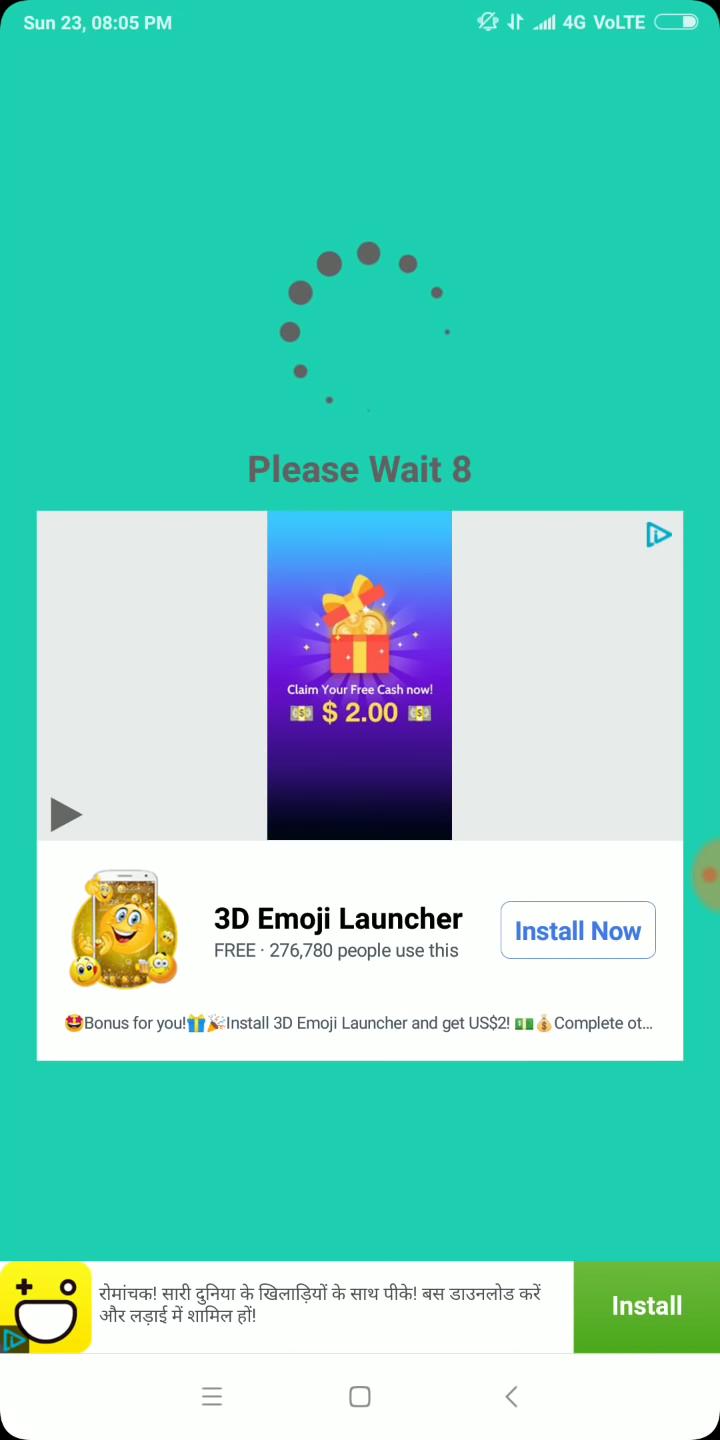 Sun 23, 08:05 PM 4G VoLTE
Please Wait 8
Claim Your Free Cash now!
💵 $ 2.00 💵
3D Emoji Launcher
FREE · 276,780 people use this
Install Now
🤩Bonus for you!🎁🎉Install 3D Emoji Launcher and get US$2! 💵💰Complete ot...
रोमांचक! सारी दुनिया के खिलाड़ियों के साथ पीके! बस डाउनलोड करें
और लड़ाई में शामिल हों!
Install